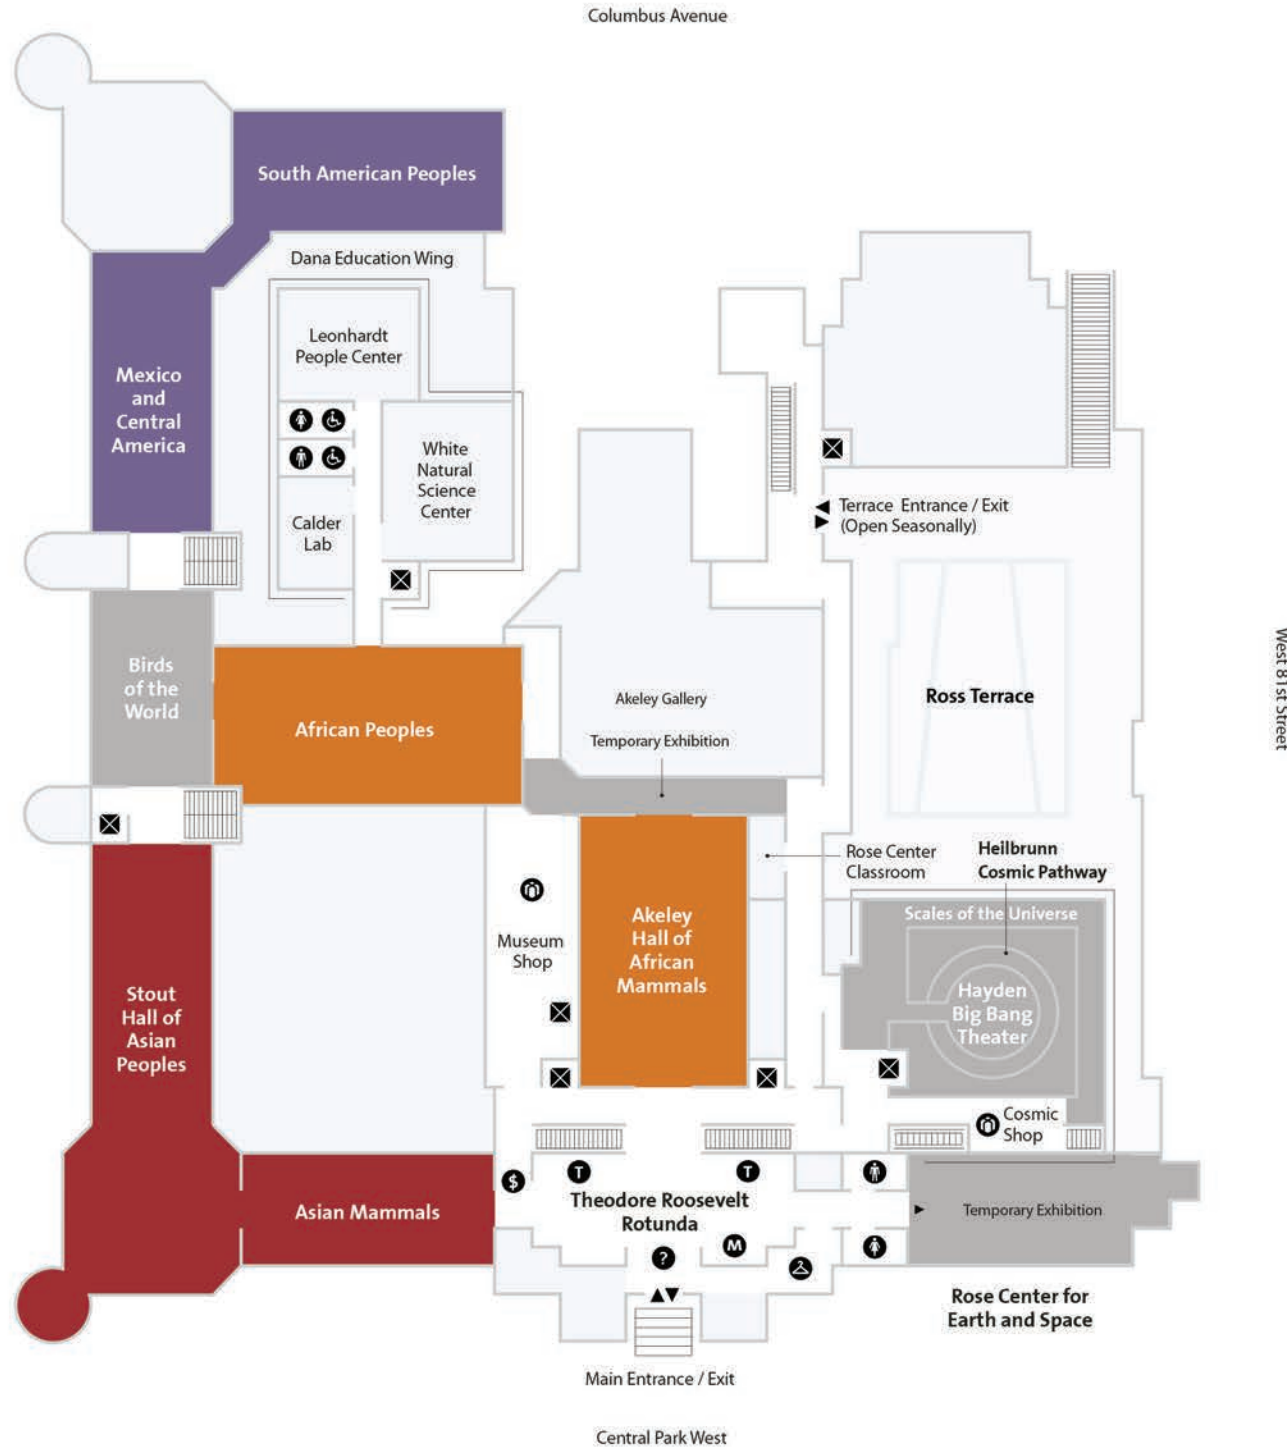 Columbus Avenue
South American Peoples
Dana Education Wing
Leonhardt
People Center
Mexico
and
Central
America
White
Natural
Science
Center
Calder
Lab
Terrace Entrance / Exit
(Open Seasonally)
West 81st Street
Birds
of the
World
African Peoples
Akeley Gallery
Temporary Exhibition
Ross Terrace
Rose Center
Classroom
Heilbrunn
Cosmic Pathway
Scales of the Universe
Museum
Shop
Akeley
Hall of
African
Mammals
Hayden
Big Bang
Theater
Stout
Hall of
Asian
Peoples
Cosmic
Shop
$
T
T
Theodore Roosevelt
Rotunda
Asian Mammals
Temporary Exhibition
M
?
Rose Center for
Earth and Space
Main Entrance / Exit
Central Park West